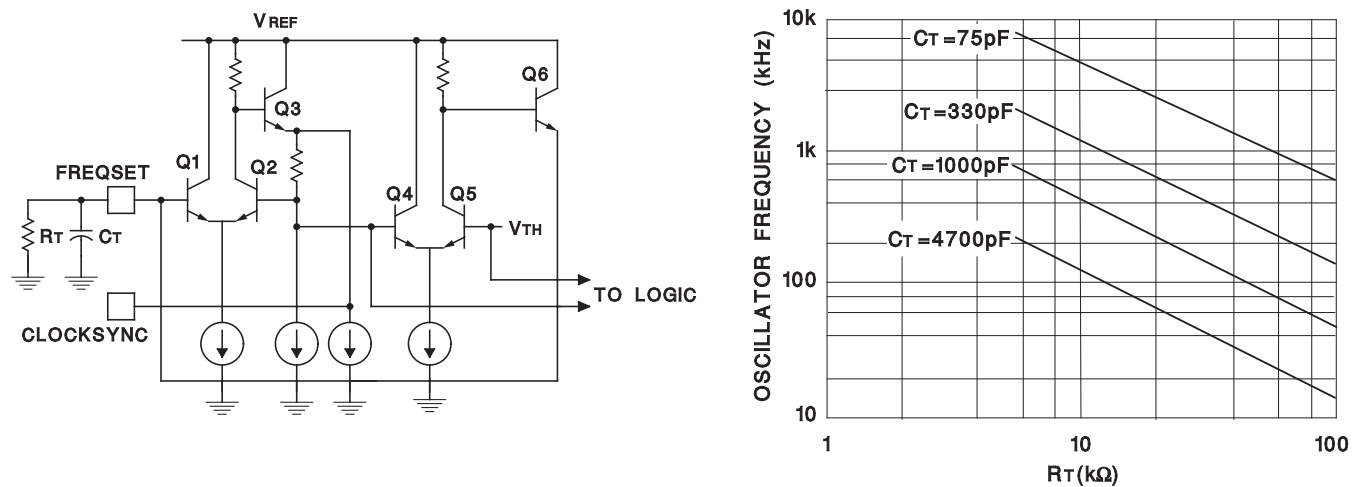 VREF
Q6
Q3
Q1
Q2
FREQSET
Q4
Q5
RT
CT
VTH
TO LOGIC
CLOCKSYNC
OSCILLATOR FREQUENCY (kHz)
10k
1k
100
10
CT=75pF
CT=330pF
CT=1000pF
CT=4700pF
1
10
100
RT(kΩ)